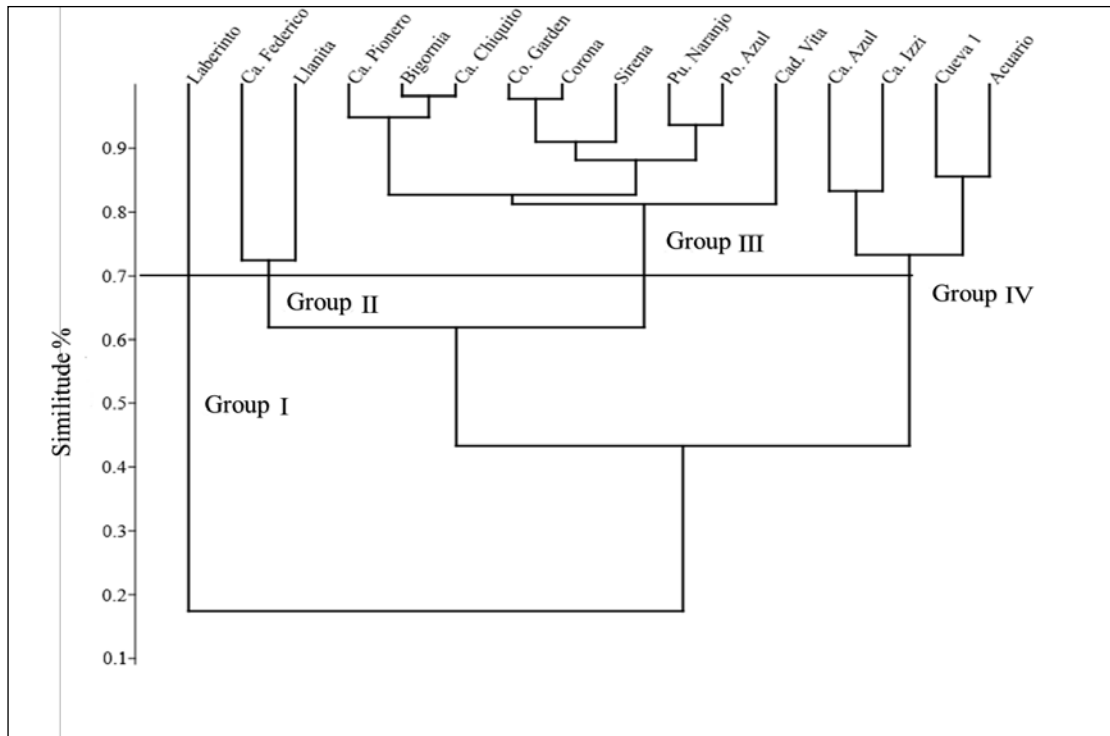 Laberinto
Ca. Federico
Llanita
Ca. Pionero
Bigornia
Ca. Chiquito
Co. Garden
Corona
Sirena
Pu. Naranjo
Po. Azul
Cad. Vita
Ca. Azul
Ca. Izzi
Cueva 1
Acuario
0.9
0.8
0.7
0.6
0.5
0.4
0.3
0.2
0.1
Similitude %
Group III
Group II
Group IV
Group I